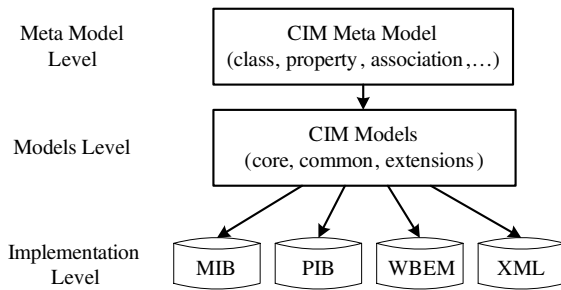 Meta Model
Level
CIM Meta Model
(class, property, association,...)
Models Level
CIM Models
(core, common, extensions)
Implementation
Level
MIB
PIB
WBEM
XML